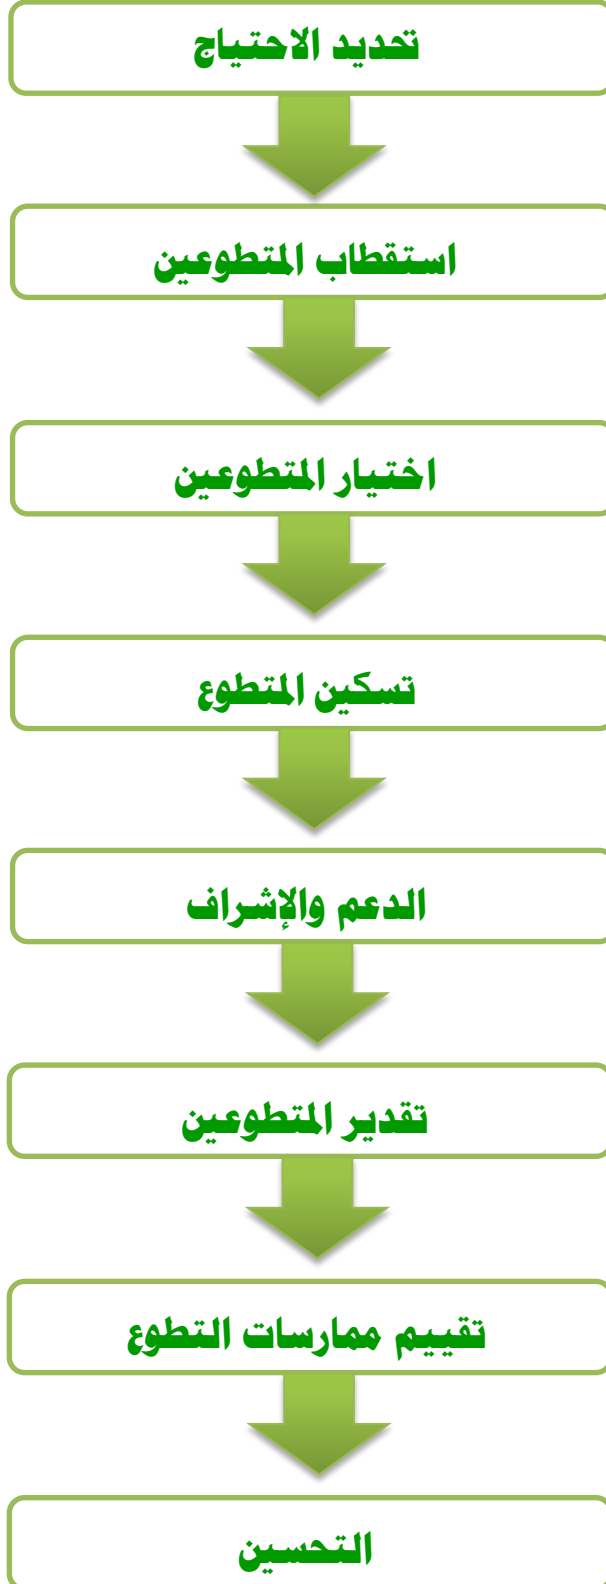 تحديد الاحتياج
استقطاب المتطوعين
اختيار المتطوعين
تسكين المتطوع
الدعم والإشراف
تقدير المتطوعين
تقييم ممارسات التطوع
التحسين